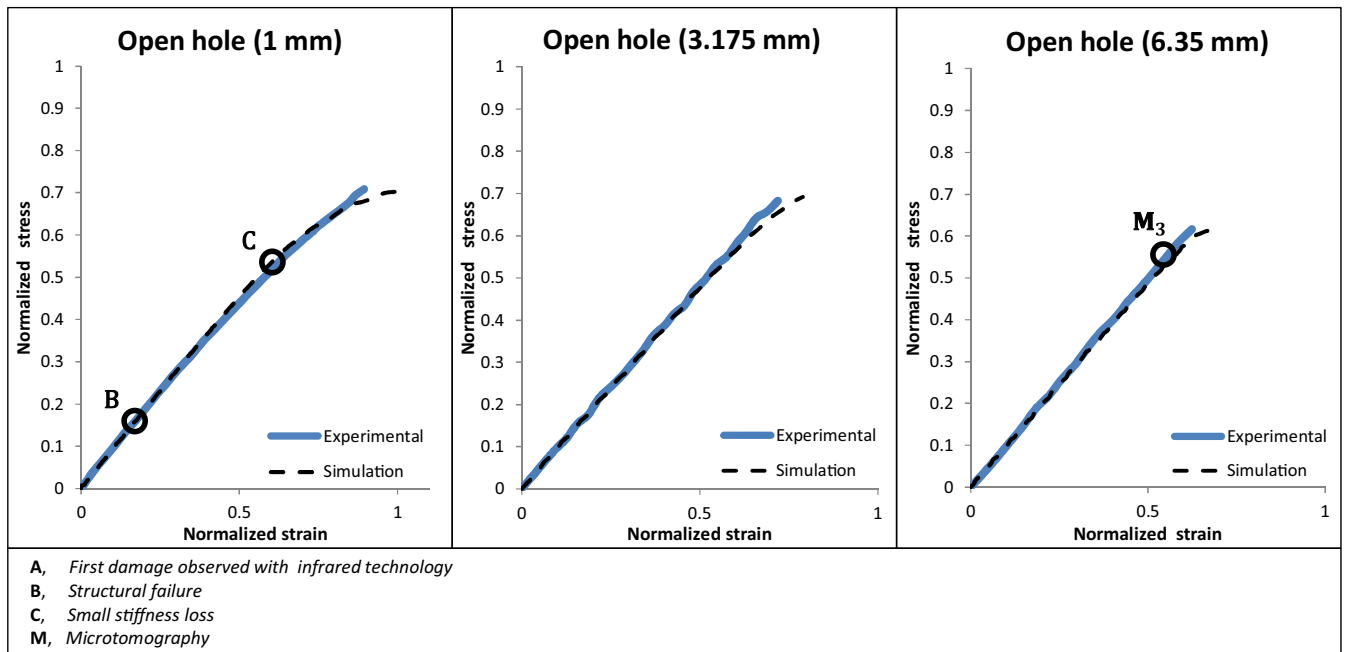 Open hole (1 mm)
1
0.9
0.8
0.7
0.6
0.5
0.4
0.3
0.2
0.1
0
Normalized stress
C
B
Experimental
Simulation
0
0.5
1
Normalized strain
Open hole (3.175 mm)
1
0.9
0.8
0.7
0.6
0.5
0.4
0.3
0.2
0.1
0
Normalized stress
Experimental
Simulation
0
0.5
1
Normalized strain
Open hole (6.35 mm)
1
0.9
0.8
0.7
0.6
0.5
0.4
0.3
0.2
0.1
0
Normalized stress
M₃
Experimental
Simulation
0
0.5
1
Normalized strain
A, First damage observed with infrared technology
B, Structural failure
C, Small stiffness loss
M, Microtomography